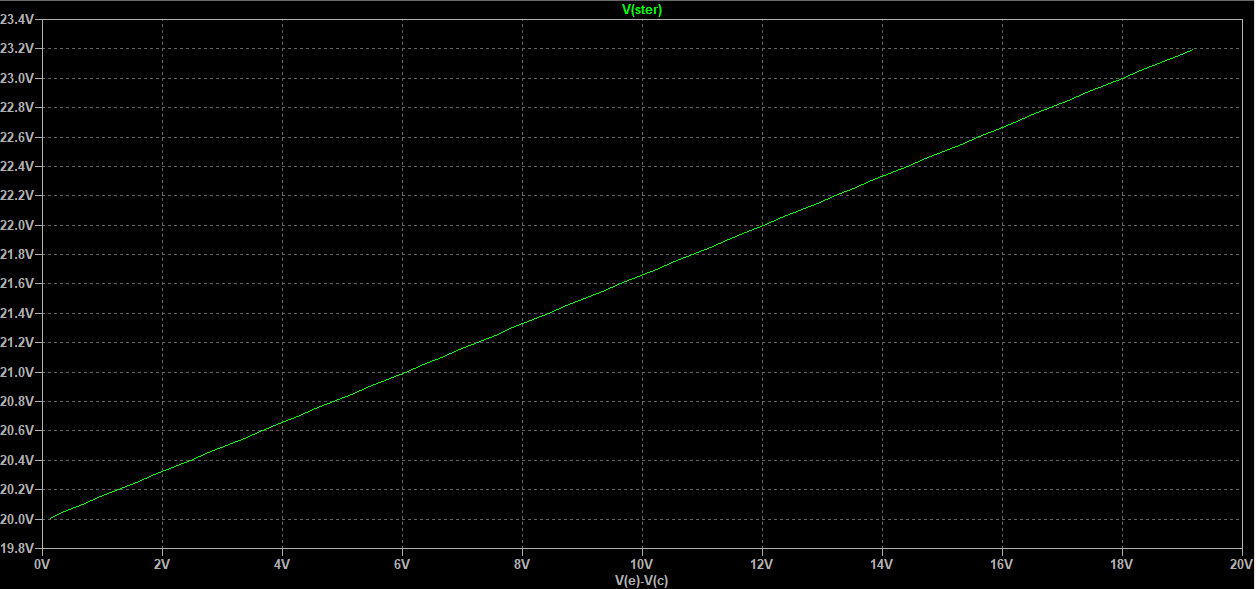 V(ster)
23.4V
23.2V
23.0V
22.8V
22.6V
22.4V
22.2V
22.0V
21.8V
21.6V
21.4V
21.2V
21.0V
20.8V
20.6V
20.4V
20.2V
20.0V
19.8V
0V 2V 4V 6V 8V 10V 12V 14V 16V 18V 20V
V(e)-V(c)